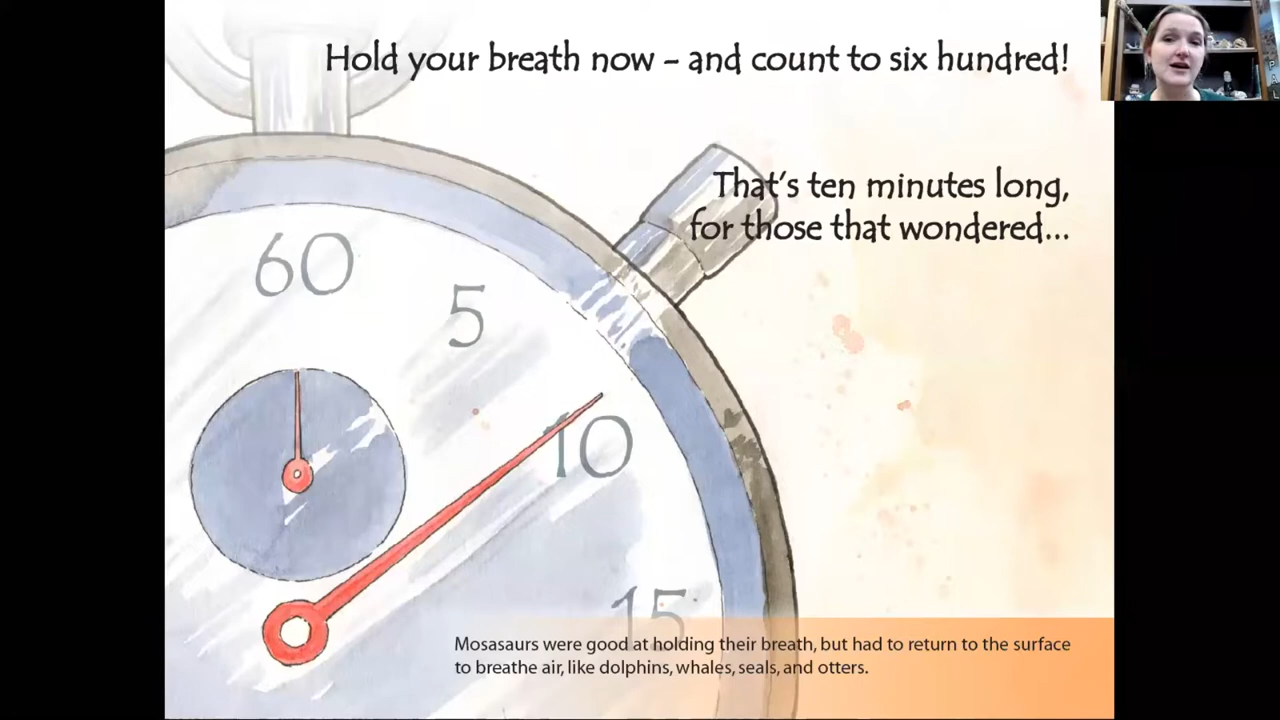 Hold your breath now – and count to six hundred!
That's ten minutes long,
for those that wondered...
60
5
10
15
Mosasaurs were good at holding their breath, but had to return to the surface
to breathe air, like dolphins, whales, seals, and otters.